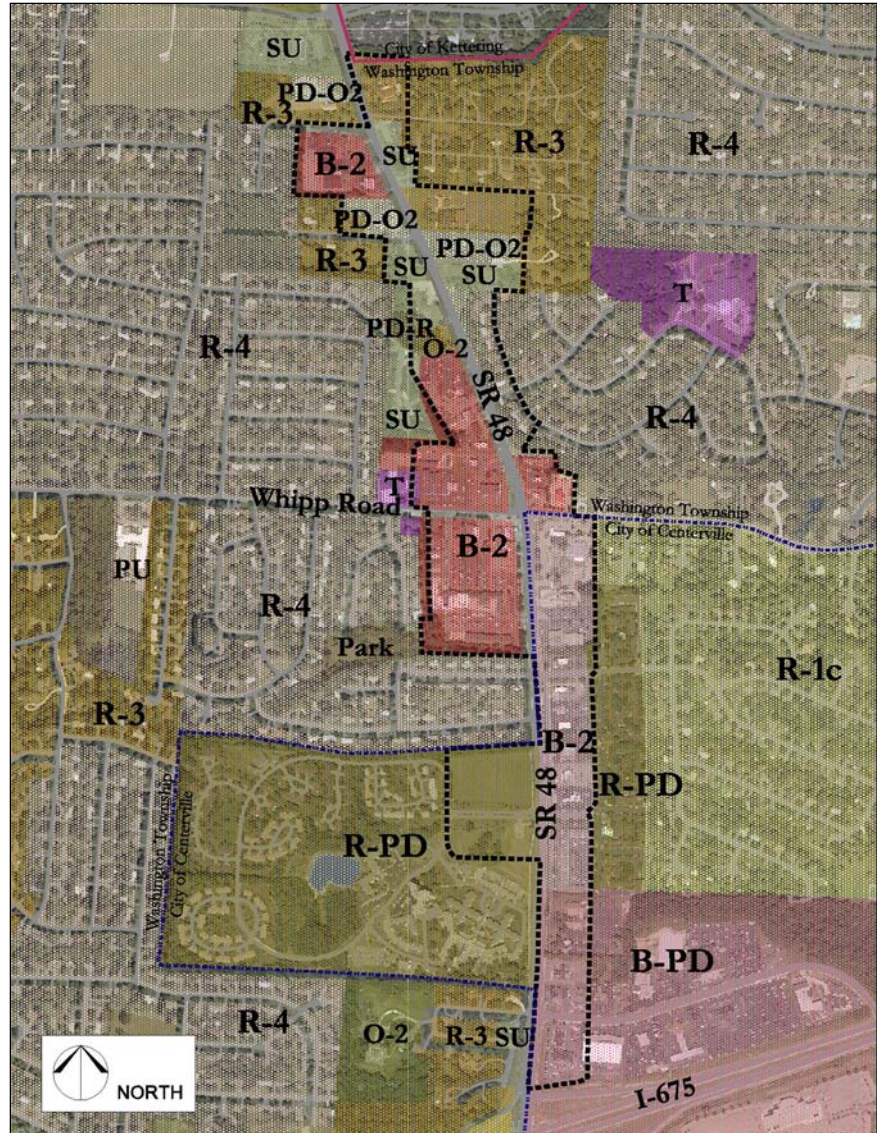 SU
City of Kettering
Washington Township
PD-O2
R-3
R-3
R-4
B-2
SU
PD-O2
PD-O2
R-3
SU
SU
T
PD-R
O-2
R-4
SR 48
R-4
SU
T
Whipp Road
Washington Township
City of Centerville
B-2
PU
R-4
Park
R-1c
R-3
B-2
SR 48
R-PD
Washington Township
City of Centerville
R-PD
B-PD
R-4
O-2
R-3
SU
NORTH
I-675